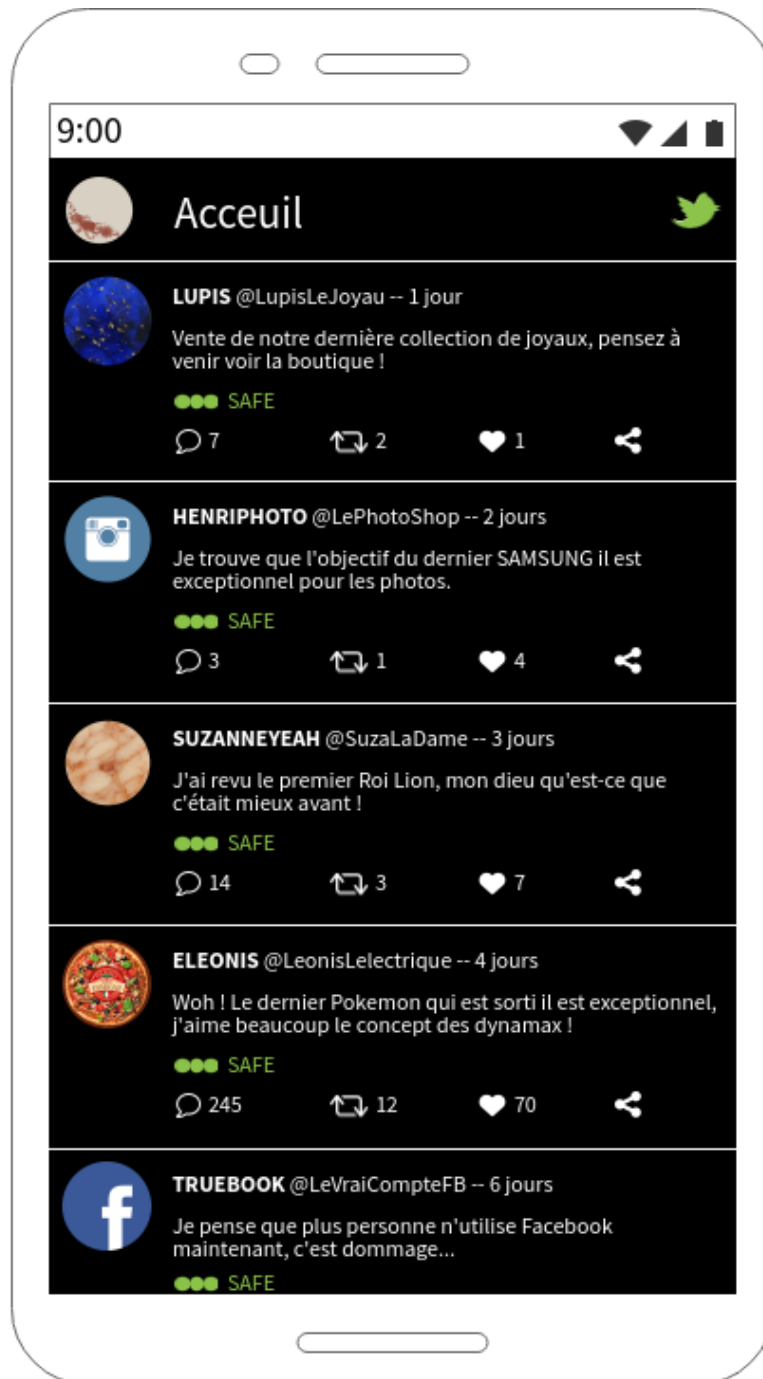 9:00
Acceuil
LUPIS @LupisLeJoyau -- 1 jour
Vente de notre dernière collection de joyaux, pensez à
venir voir la boutique !
SAFE
7 2 1
HENRIPHOTO @LePhotoShop -- 2 jours
Je trouve que l'objectif du dernier SAMSUNG il est
exceptionnel pour les photos.
SAFE
3 1 4
SUZANNEYEAH @SuzaLaDame -- 3 jours
J'ai revu le premier Roi Lion, mon dieu qu'est-ce que
c'était mieux avant !
SAFE
14 3 7
ELEONIS @LeonisLelectrique -- 4 jours
Woh ! Le dernier Pokemon qui est sorti il est exceptionnel,
j'aime beaucoup le concept des dynamax !
SAFE
245 12 70
TRUEBOOK @LeVraiCompteFB -- 6 jours
Je pense que plus personne n'utilise Facebook
maintenant, c'est dommage...
SAFE